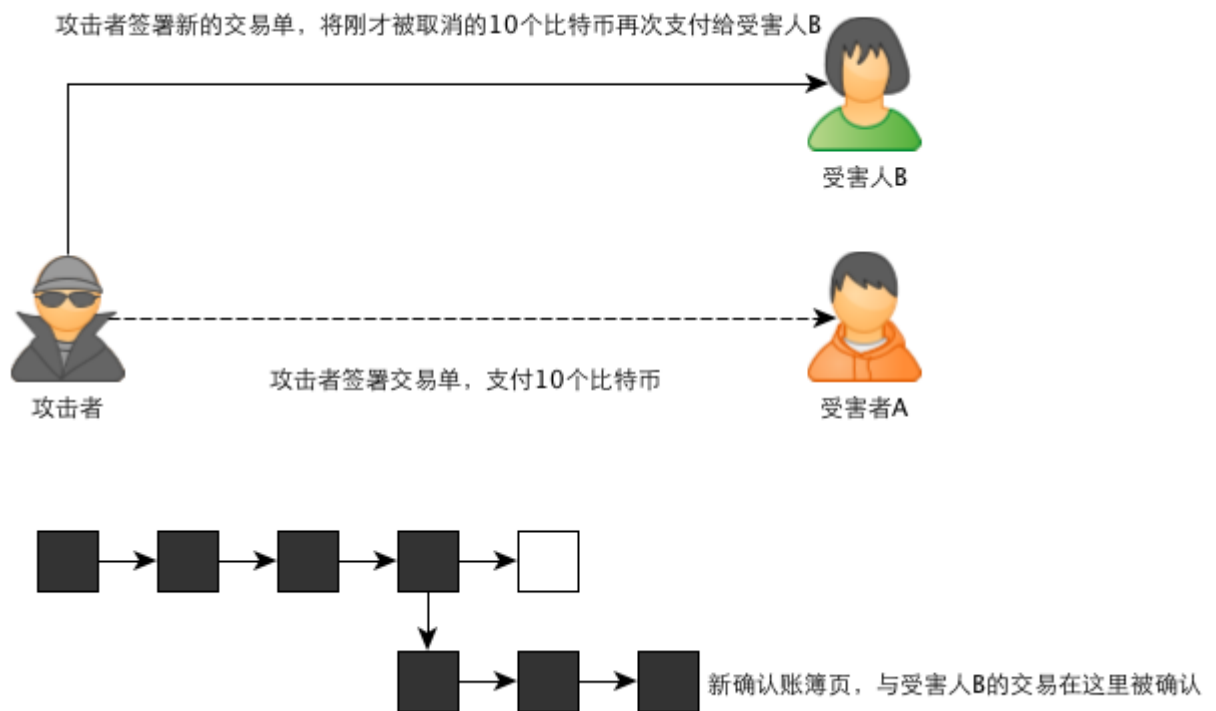 攻击者签署新的交易单，将刚才被取消的10个比特币再次支付给受害人B
受害人B
攻击者签署交易单，支付10个比特币
攻击者
受害者A
新确认账簿页，与受害人B的交易在这里被确认